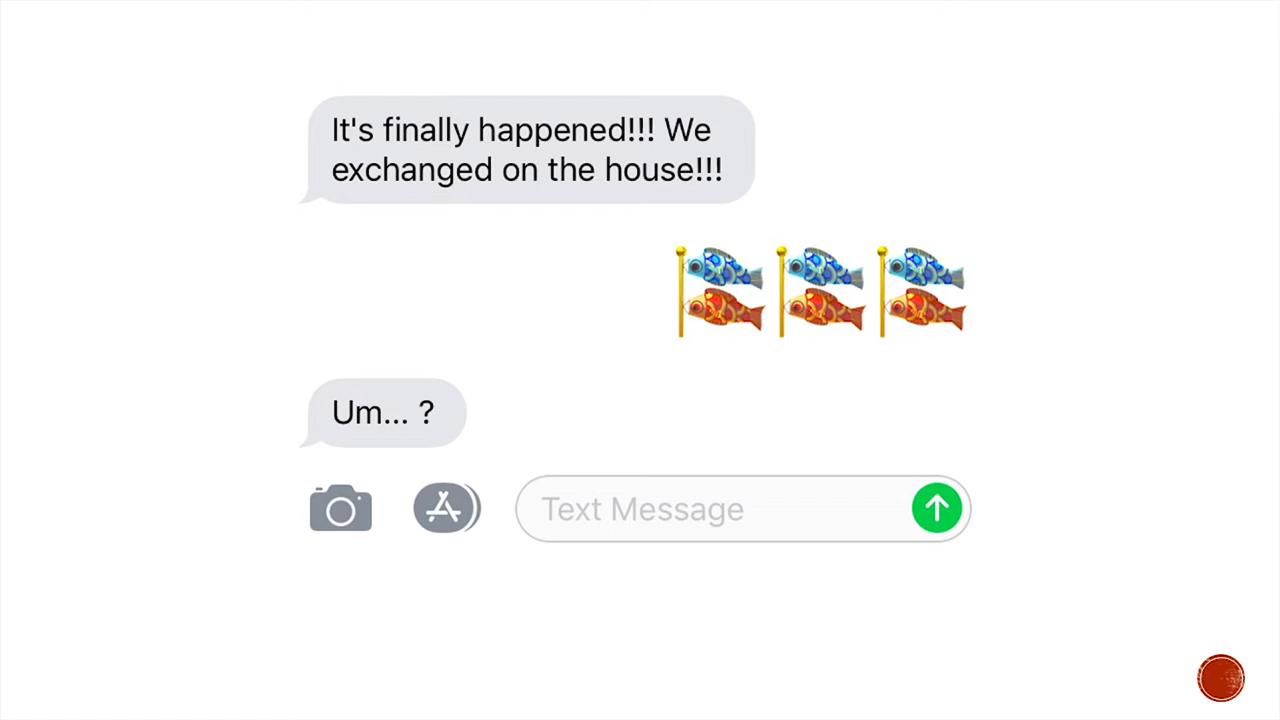 It's finally happened!!! We
exchanged on the house!!!
🎏🎏🎏
Um... ?
Text Message